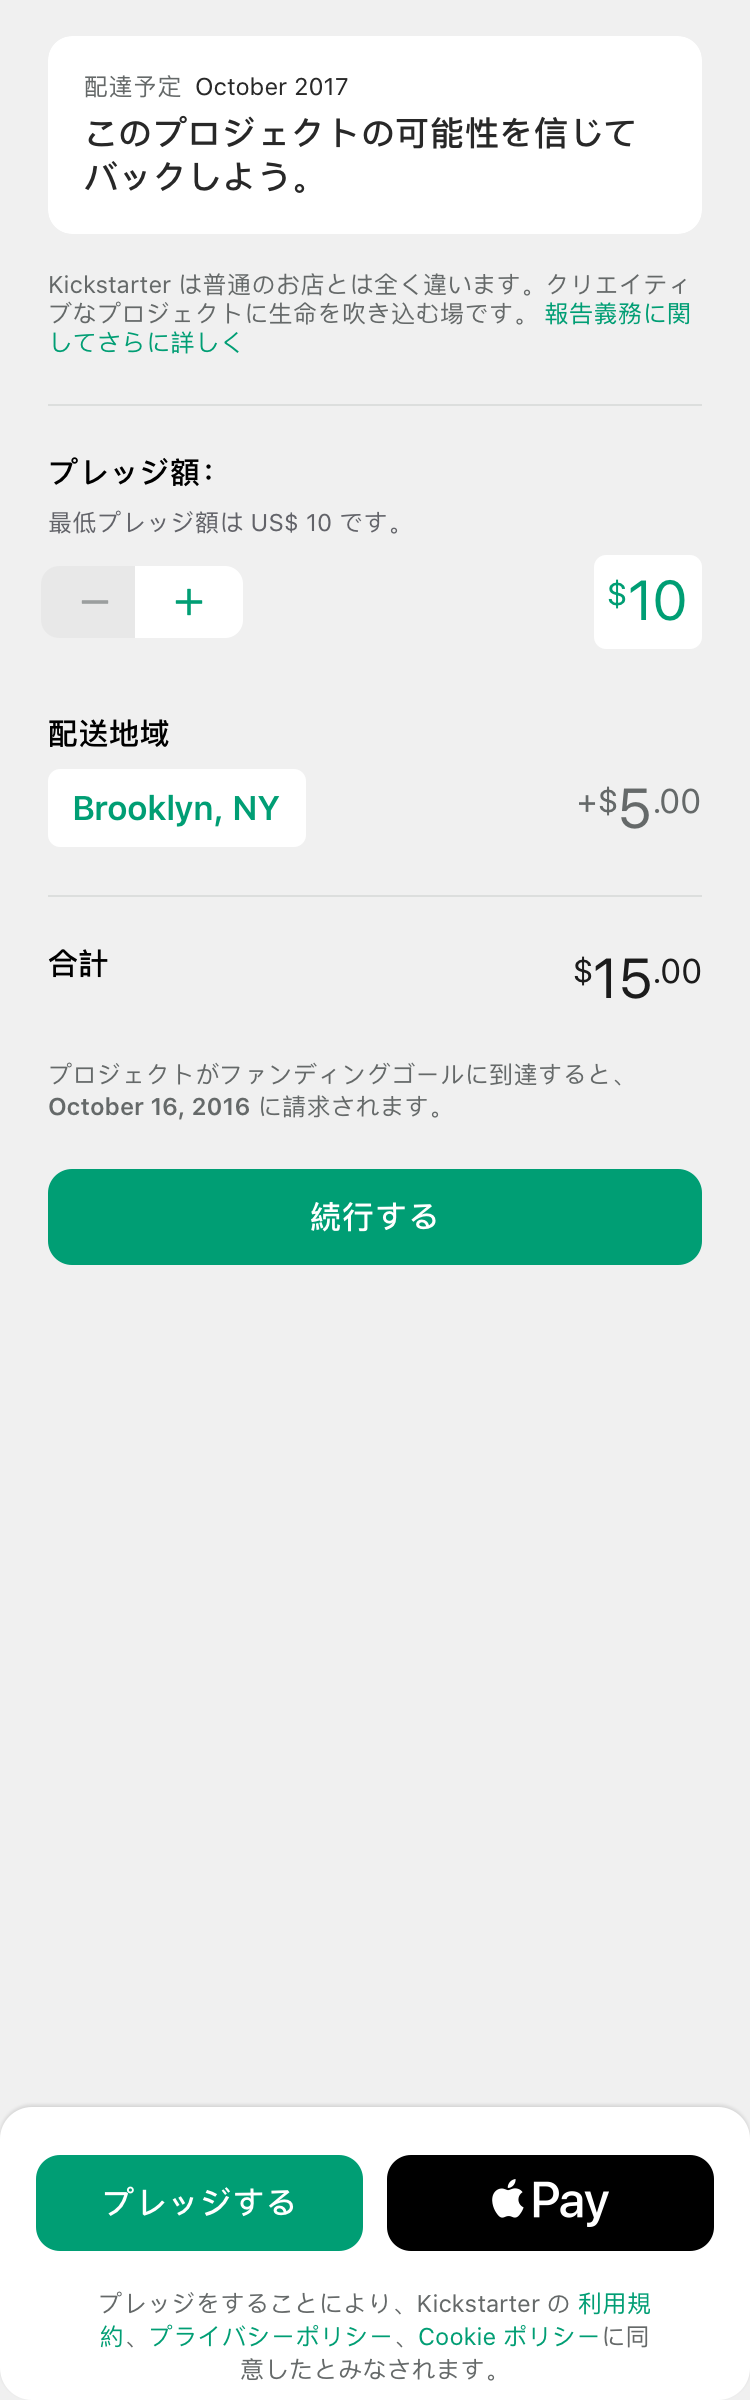 配達予定 October 2017
このプロジェクトの可能性を信じて
バックしよう。
Kickstarter は普通のお店とは全く違います。クリエイティ
ブなプロジェクトに生命を吹き込む場です。 報告義務に関
してさらに詳しく
プレッジ額:
最低プレッジ額は US$ 10 です。
− +
$10
配送地域
Brooklyn, NY
+$5.00
合計
$15.00
プロジェクトがファンディングゴールに到達すると、
October 16, 2016 に請求されます。
続行する
プレッジする
Pay
プレッジをすることにより、Kickstarter の 利用規
約、プライバシーポリシー、Cookie ポリシーに同
意したとみなされます。